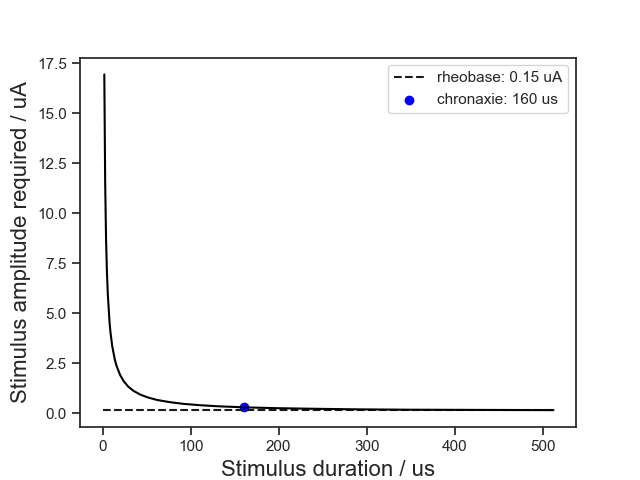 17.5
15.0
12.5
10.0
7.5
5.0
2.5
0.0
Stimulus amplitude required / uA
rheobase: 0.15 uA
chronaxie: 160 us
0 100 200 300 400 500
Stimulus duration / us